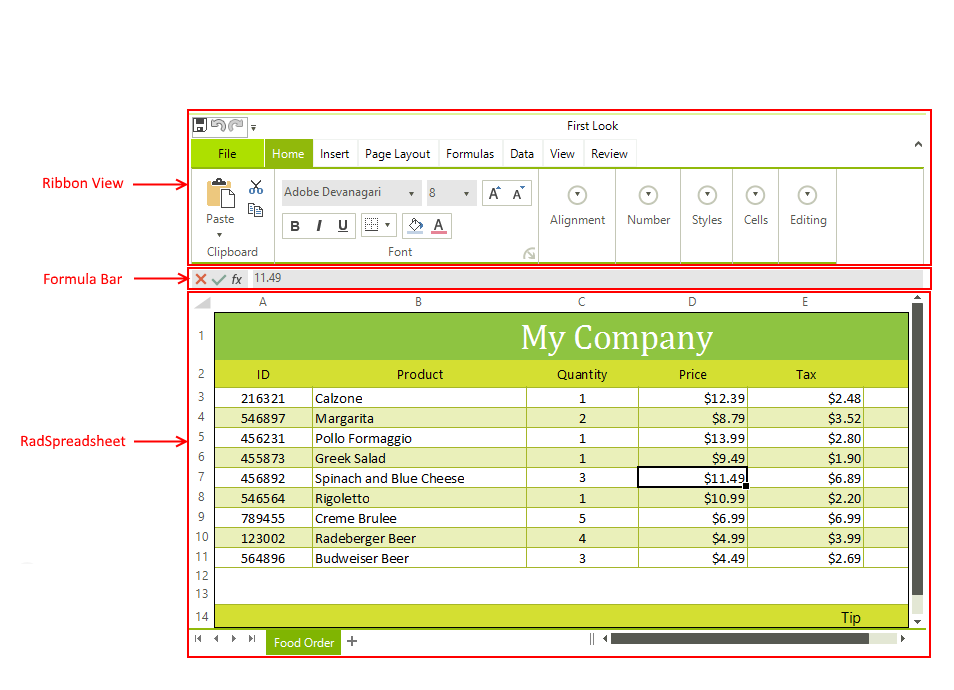 First Look
File Home Insert Page Layout Formulas Data View Review
Ribbon View
Adobe Devanagari 8 A A
Paste
B I U A
Alignment Number Styles Cells Editing
Clipboard Font
Formula Bar
fx 11.49
A B C D E
1 My Company
2 ID Product Quantity Price Tax
3 216321 Calzone 1 $12.39 $2.48
4 546897 Margarita 2 $8.79 $3.52
RadSpreadsheet
5 456231 Pollo Formaggio 1 $13.99 $2.80
6 455873 Greek Salad 1 $9.49 $1.90
7 456892 Spinach and Blue Cheese 3 $11.49 $6.89
8 546564 Rigoletto 1 $10.99 $2.20
9 789455 Creme Brulee 5 $6.99 $6.99
10 123002 Radeberger Beer 4 $4.99 $3.99
11 564896 Budweiser Beer 3 $4.49 $2.69
12
13
14 Tip
Food Order +